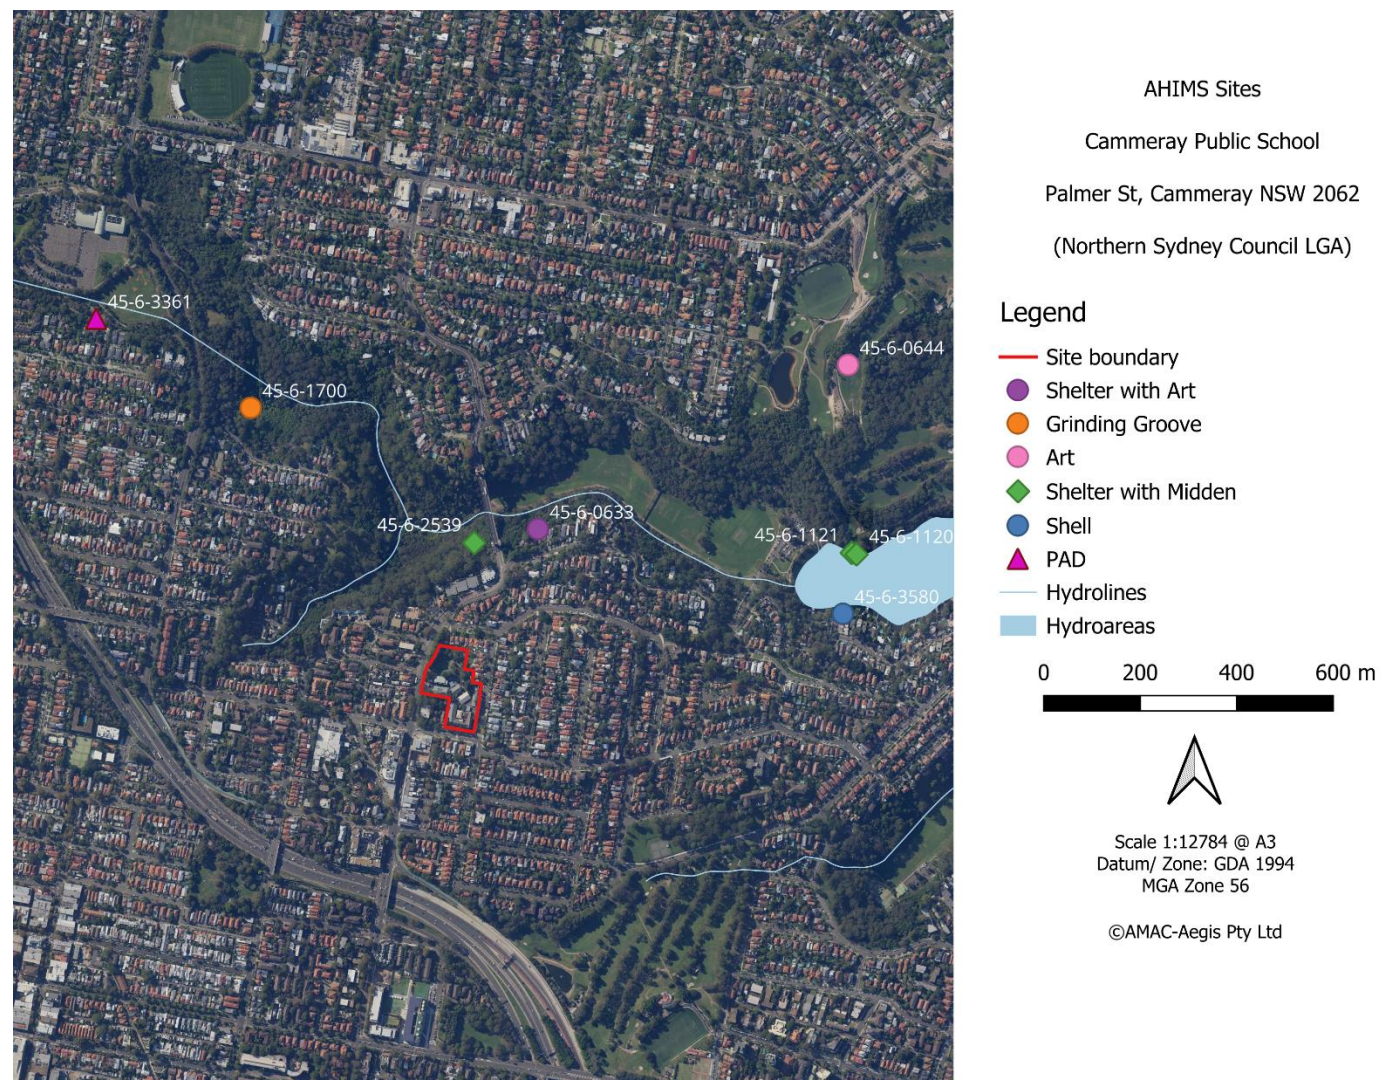 45-6-3361
45-6-1700
45-6-0644
45-6-2539
45-6-0633
45-6-1121
45-6-1120
45-6-3580
AHIMS Sites
Cammeray Public School
Palmer St, Cammeray NSW 2062
(Northern Sydney Council LGA)
Legend
Site boundary
Shelter with Art
Grinding Groove
Art
Shelter with Midden
Shell
PAD
Hydrolines
Hydroareas
0 200 400 600 m
Scale 1:12784 @ A3
Datum/ Zone: GDA 1994
MGA Zone 56
©AMAC-Aegis Pty Ltd